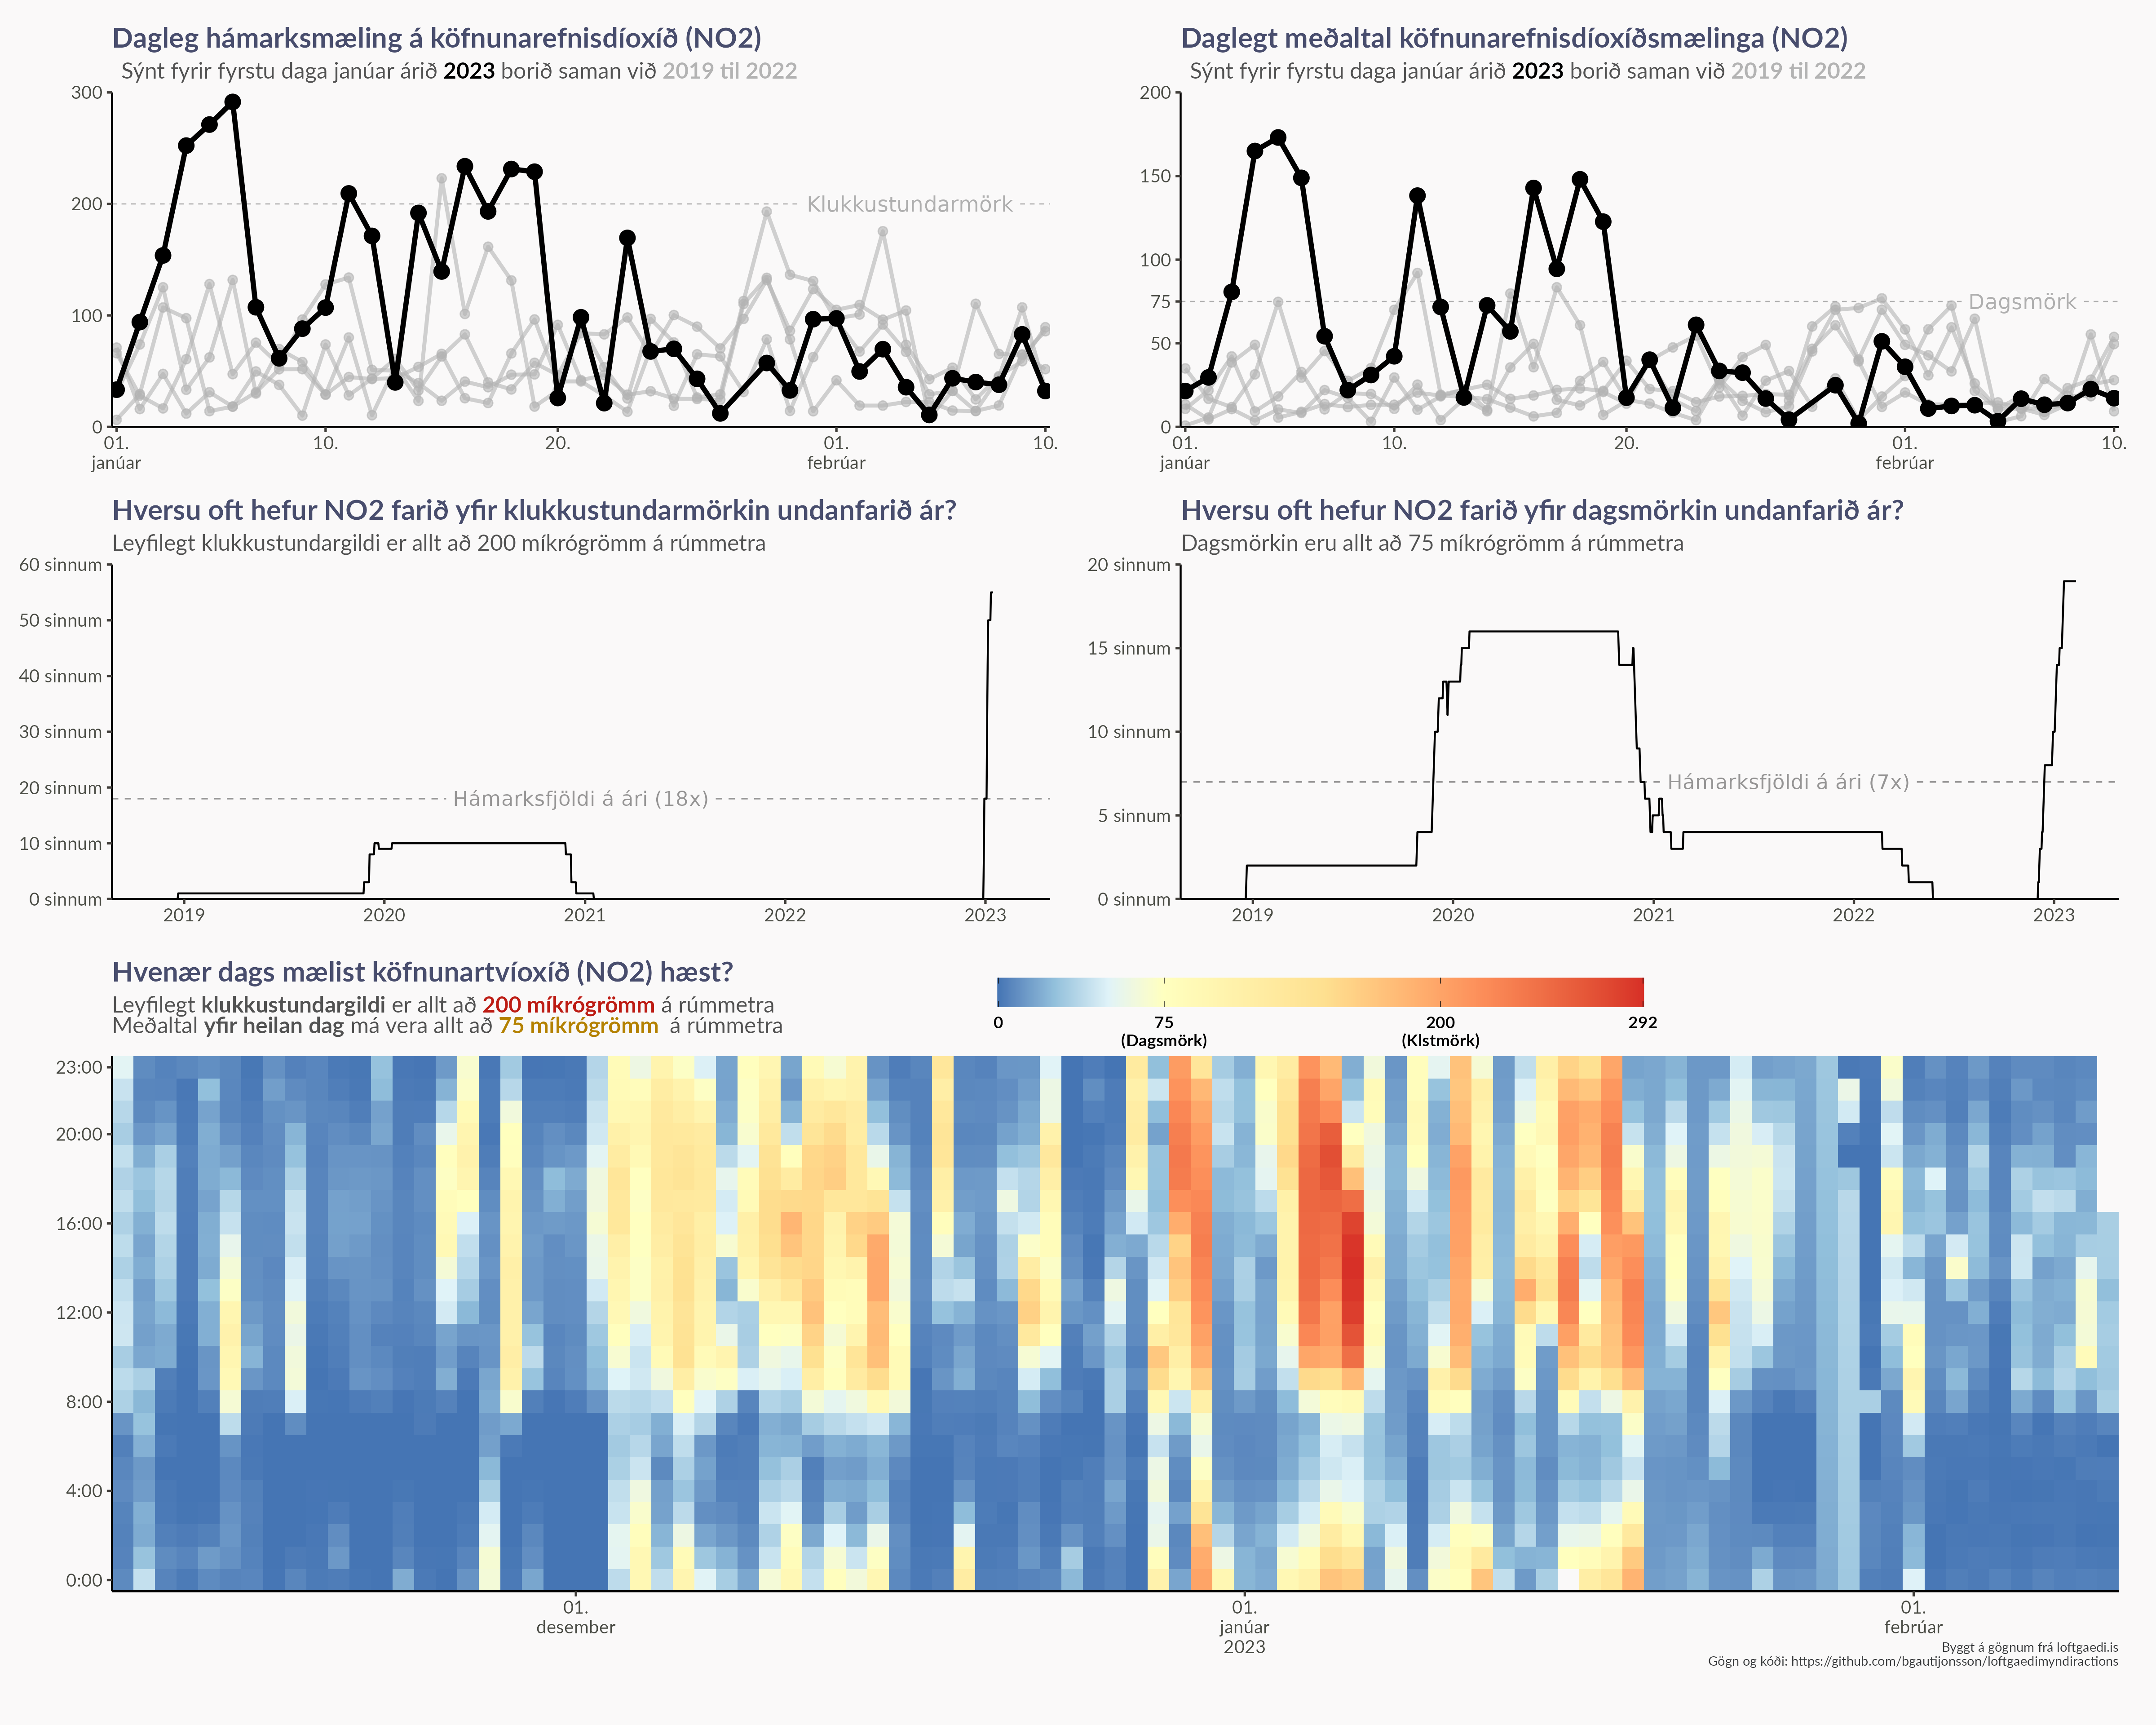 Dagleg hámarksmæling á köfnunarefnisdíoxíð (NO2)
Sýnt fyrir fyrstu daga janúar árið 2023 borið saman við 2019 til 2022
300
200
100
0
Klukkustundarmörk
01.
janúar
10.
20.
01.
febrúar
10.
Daglegt meðaltal köfnunarefnisdíoxíðsmælinga (NO2)
Sýnt fyrir fyrstu daga janúar árið 2023 borið saman við 2019 til 2022
200
150
100
75
50
0
Dagsmörk
01.
janúar
10.
20.
01.
febrúar
10.
Hversu oft hefur NO2 farið yfir klukkustundarmörkin undanfarið ár?
Leyfilegt klukkustundargildi er allt að 200 míkrógrömm á rúmmetra
60 sinnum
50 sinnum
40 sinnum
30 sinnum
20 sinnum
10 sinnum
0 sinnum
Hámarksfjöldi á ári (18x)
2019
2020
2021
2022
2023
Hversu oft hefur NO2 farið yfir dagsmörkin undanfarið ár?
Dagsmörkin eru allt að 75 míkrógrömm á rúmmetra
20 sinnum
15 sinnum
10 sinnum
5 sinnum
0 sinnum
Hámarksfjöldi á ári (7x)
2019
2020
2021
2022
2023
Hvenær dags mælist köfnunartvíoxíð (NO2) hæst?
Leyfilegt klukkustundargildi er allt að 200 míkrógrömm á rúmmetra
Meðaltal yfir heilan dag má vera allt að 75 míkrógrömm á rúmmetra
0
75
(Dagsmörk)
200
(Klstmörk)
292
23:00
20:00
16:00
12:00
8:00
4:00
0:00
01.
desember
01.
janúar
2023
01.
febrúar
Byggt á gögnum frá loftgaedi.is
Gögn og kóði: https://github.com/bgautijonsson/loftgaedimyndiractions